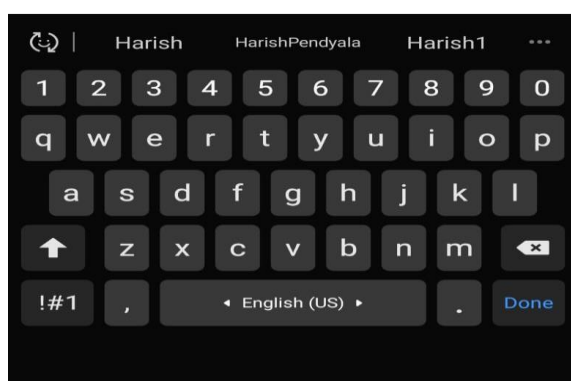 Harish HarishPendyala Harish1
1 2 3 4 5 6 7 8 9 0
q w e r t y u i o p
a s d f g h j k l
z x c v b n m
!#1 , ◂ English (US) ▸ . Done